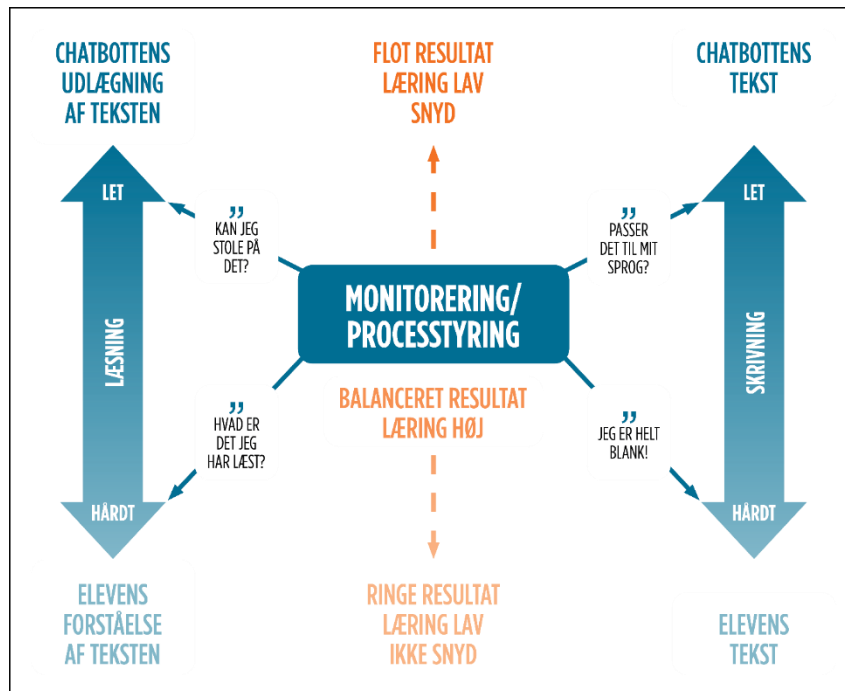 CHATBOTTENS
UDLÆGNING
AF TEKSTEN
FLOT RESULTAT
LÆRING LAV
SNYD
CHATBOTTENS
TEKST
LET
LET
”
KAN JEG
STOLE PÅ
DET?
”
PASSER
DET TIL MIT
SPROG?
MONITORERING/
PROCESSTYRING
LÆSNING
SKRIVNING
”
HVAD ER
DET JEG
HAR LÆST?
BALANCERET RESULTAT
LÆRING HØJ
”
JEG ER HELT
BLANK!
HÅRDT
HÅRDT
ELEVENS
FORSTÅELSE
AF TEKSTEN
RINGE RESULTAT
LÆRING LAV
IKKE SNYD
ELEVENS
TEKST